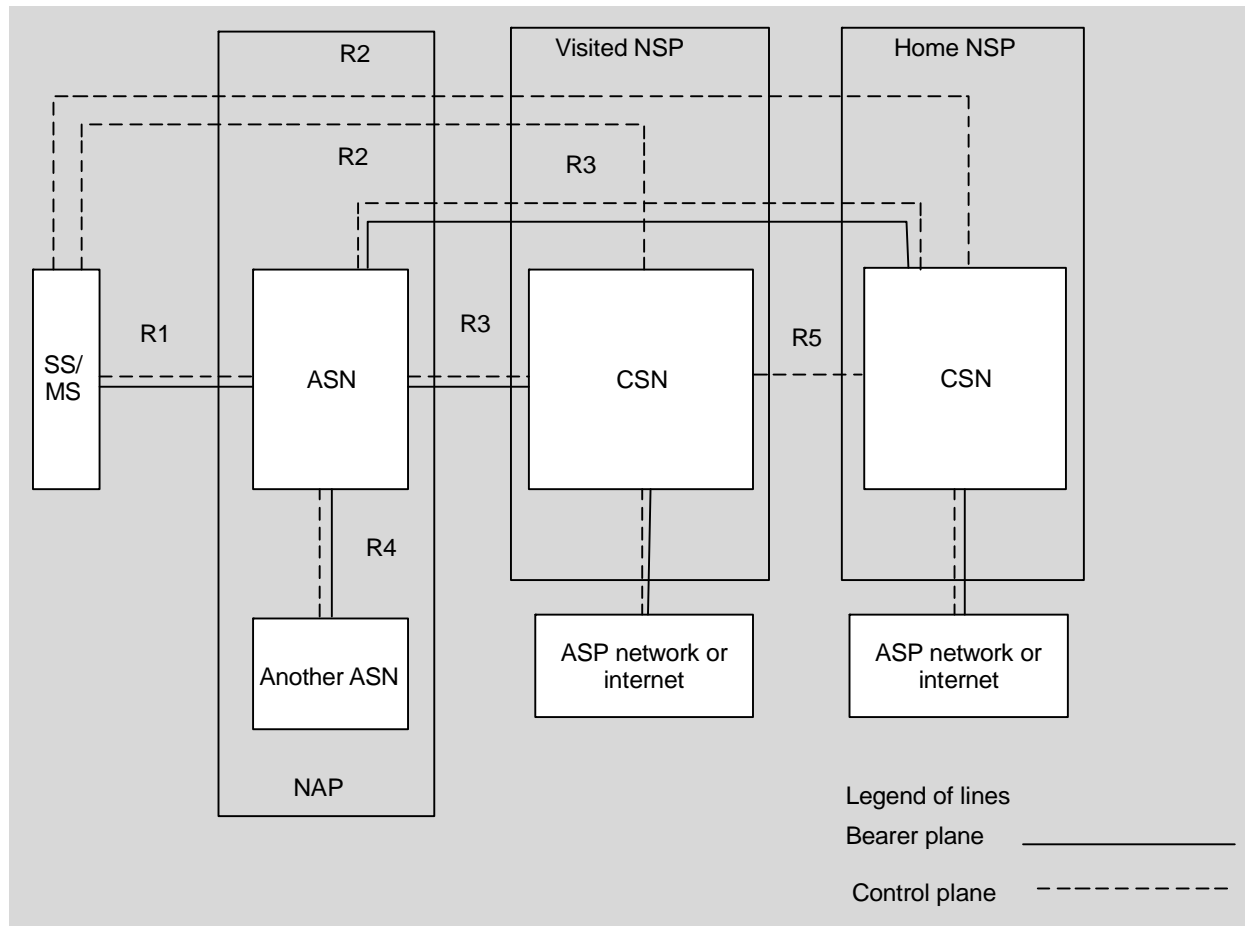 R2
Visited NSP
Home NSP
R2
R3
R1
R3
R5
SS/
MS
ASN
CSN
CSN
R4
Another ASN
ASP network or
internet
ASP network or
internet
NAP
Legend of lines
Bearer plane
Control plane